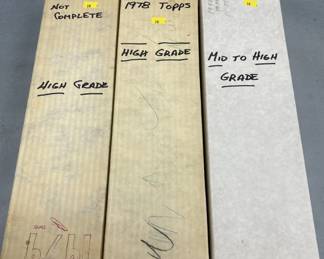 NOT
COMPLETE
HIGH GRADE
1978 TOPPS
HIGH GRADE
MID TO HIGH
GRADE